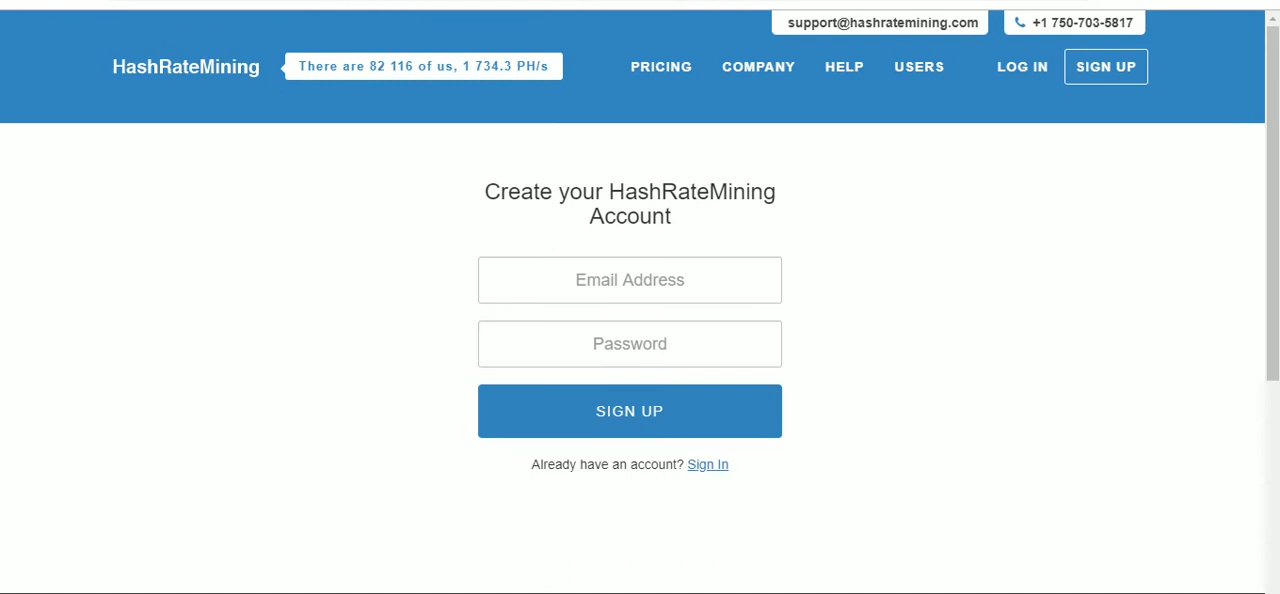 support@hashratemining.com
+1 750-703-5817
HashRateMining
There are 82 116 of us, 1 734.3 PH/s
PRICING
COMPANY
HELP
USERS
LOG IN
SIGN UP
Create your HashRateMining
Account
Email Address
Password
SIGN UP
Already have an account? Sign In